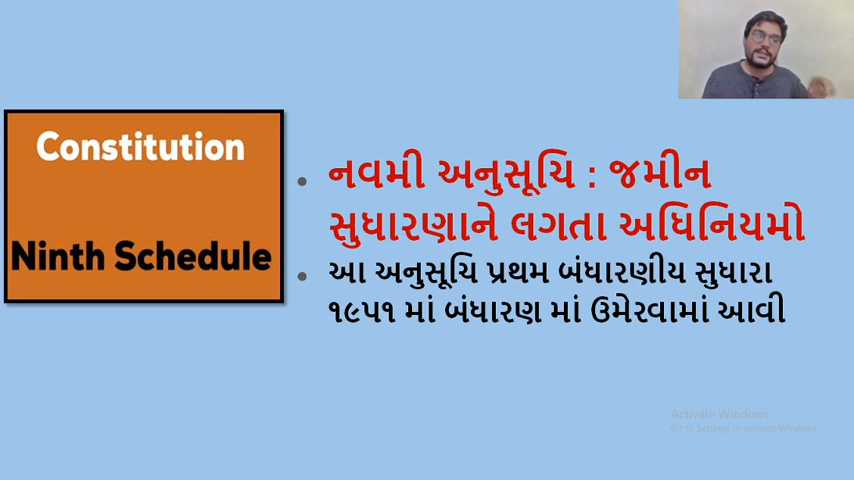 Constitution
Ninth Schedule
નવમી અનુસૂચિ : જમીન
સુધારણાને લગતા અધિનિયમો
આ અનુસૂચિ પ્રથમ બંધારણીય સુધારા
૧૯૫૧ માં બંધારણ માં ઉમેરવામાં આવી
Activate Windows
Go to Settings to activate Windows.